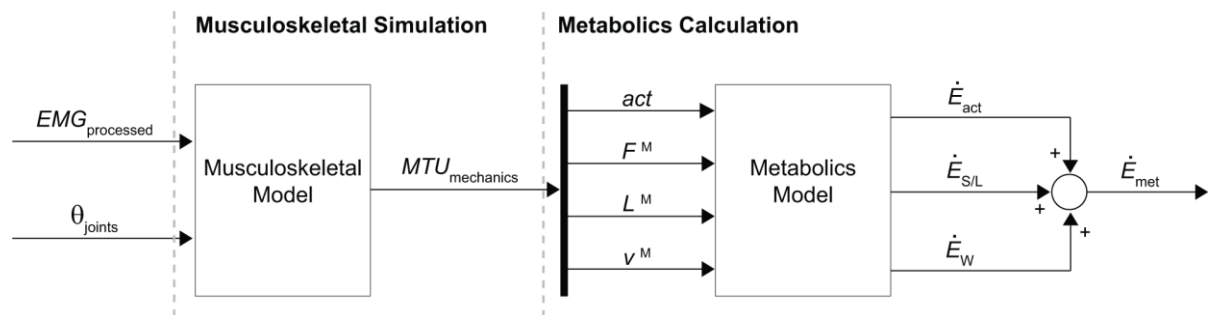 Musculoskeletal Simulation
Metabolics Calculation
EMG processed
θ joints
Musculoskeletal
Model
MTU mechanics
act
F M
L M
v M
Metabolics
Model
Ė act
Ė S/L
Ė W
+
+
+
Ė met